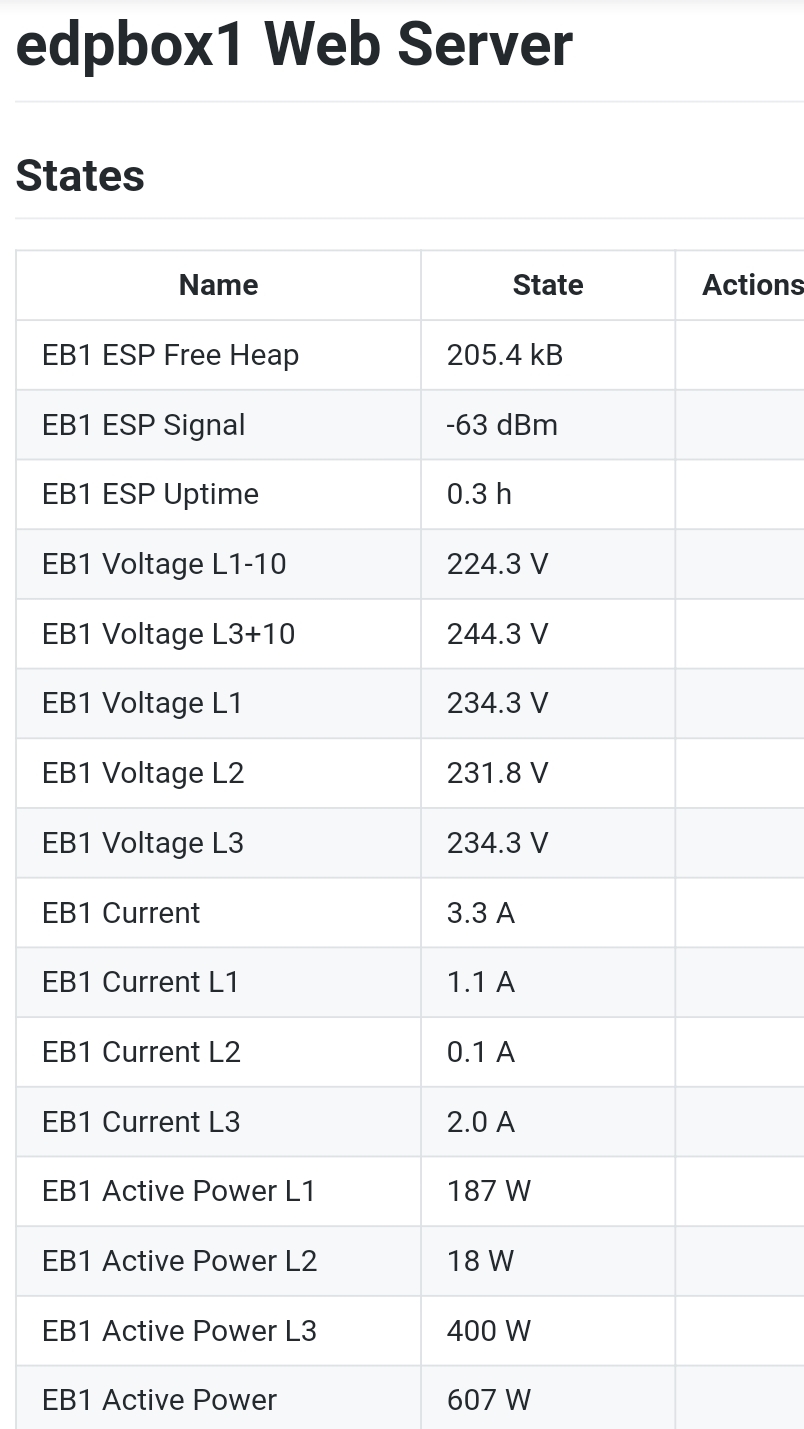 edpbox1 Web Server
States
Name State Actions
EB1 ESP Free Heap 205.4 kB
EB1 ESP Signal -63 dBm
EB1 ESP Uptime 0.3 h
EB1 Voltage L1-10 224.3 V
EB1 Voltage L3+10 244.3 V
EB1 Voltage L1 234.3 V
EB1 Voltage L2 231.8 V
EB1 Voltage L3 234.3 V
EB1 Current 3.3 A
EB1 Current L1 1.1 A
EB1 Current L2 0.1 A
EB1 Current L3 2.0 A
EB1 Active Power L1 187 W
EB1 Active Power L2 18 W
EB1 Active Power L3 400 W
EB1 Active Power 607 W